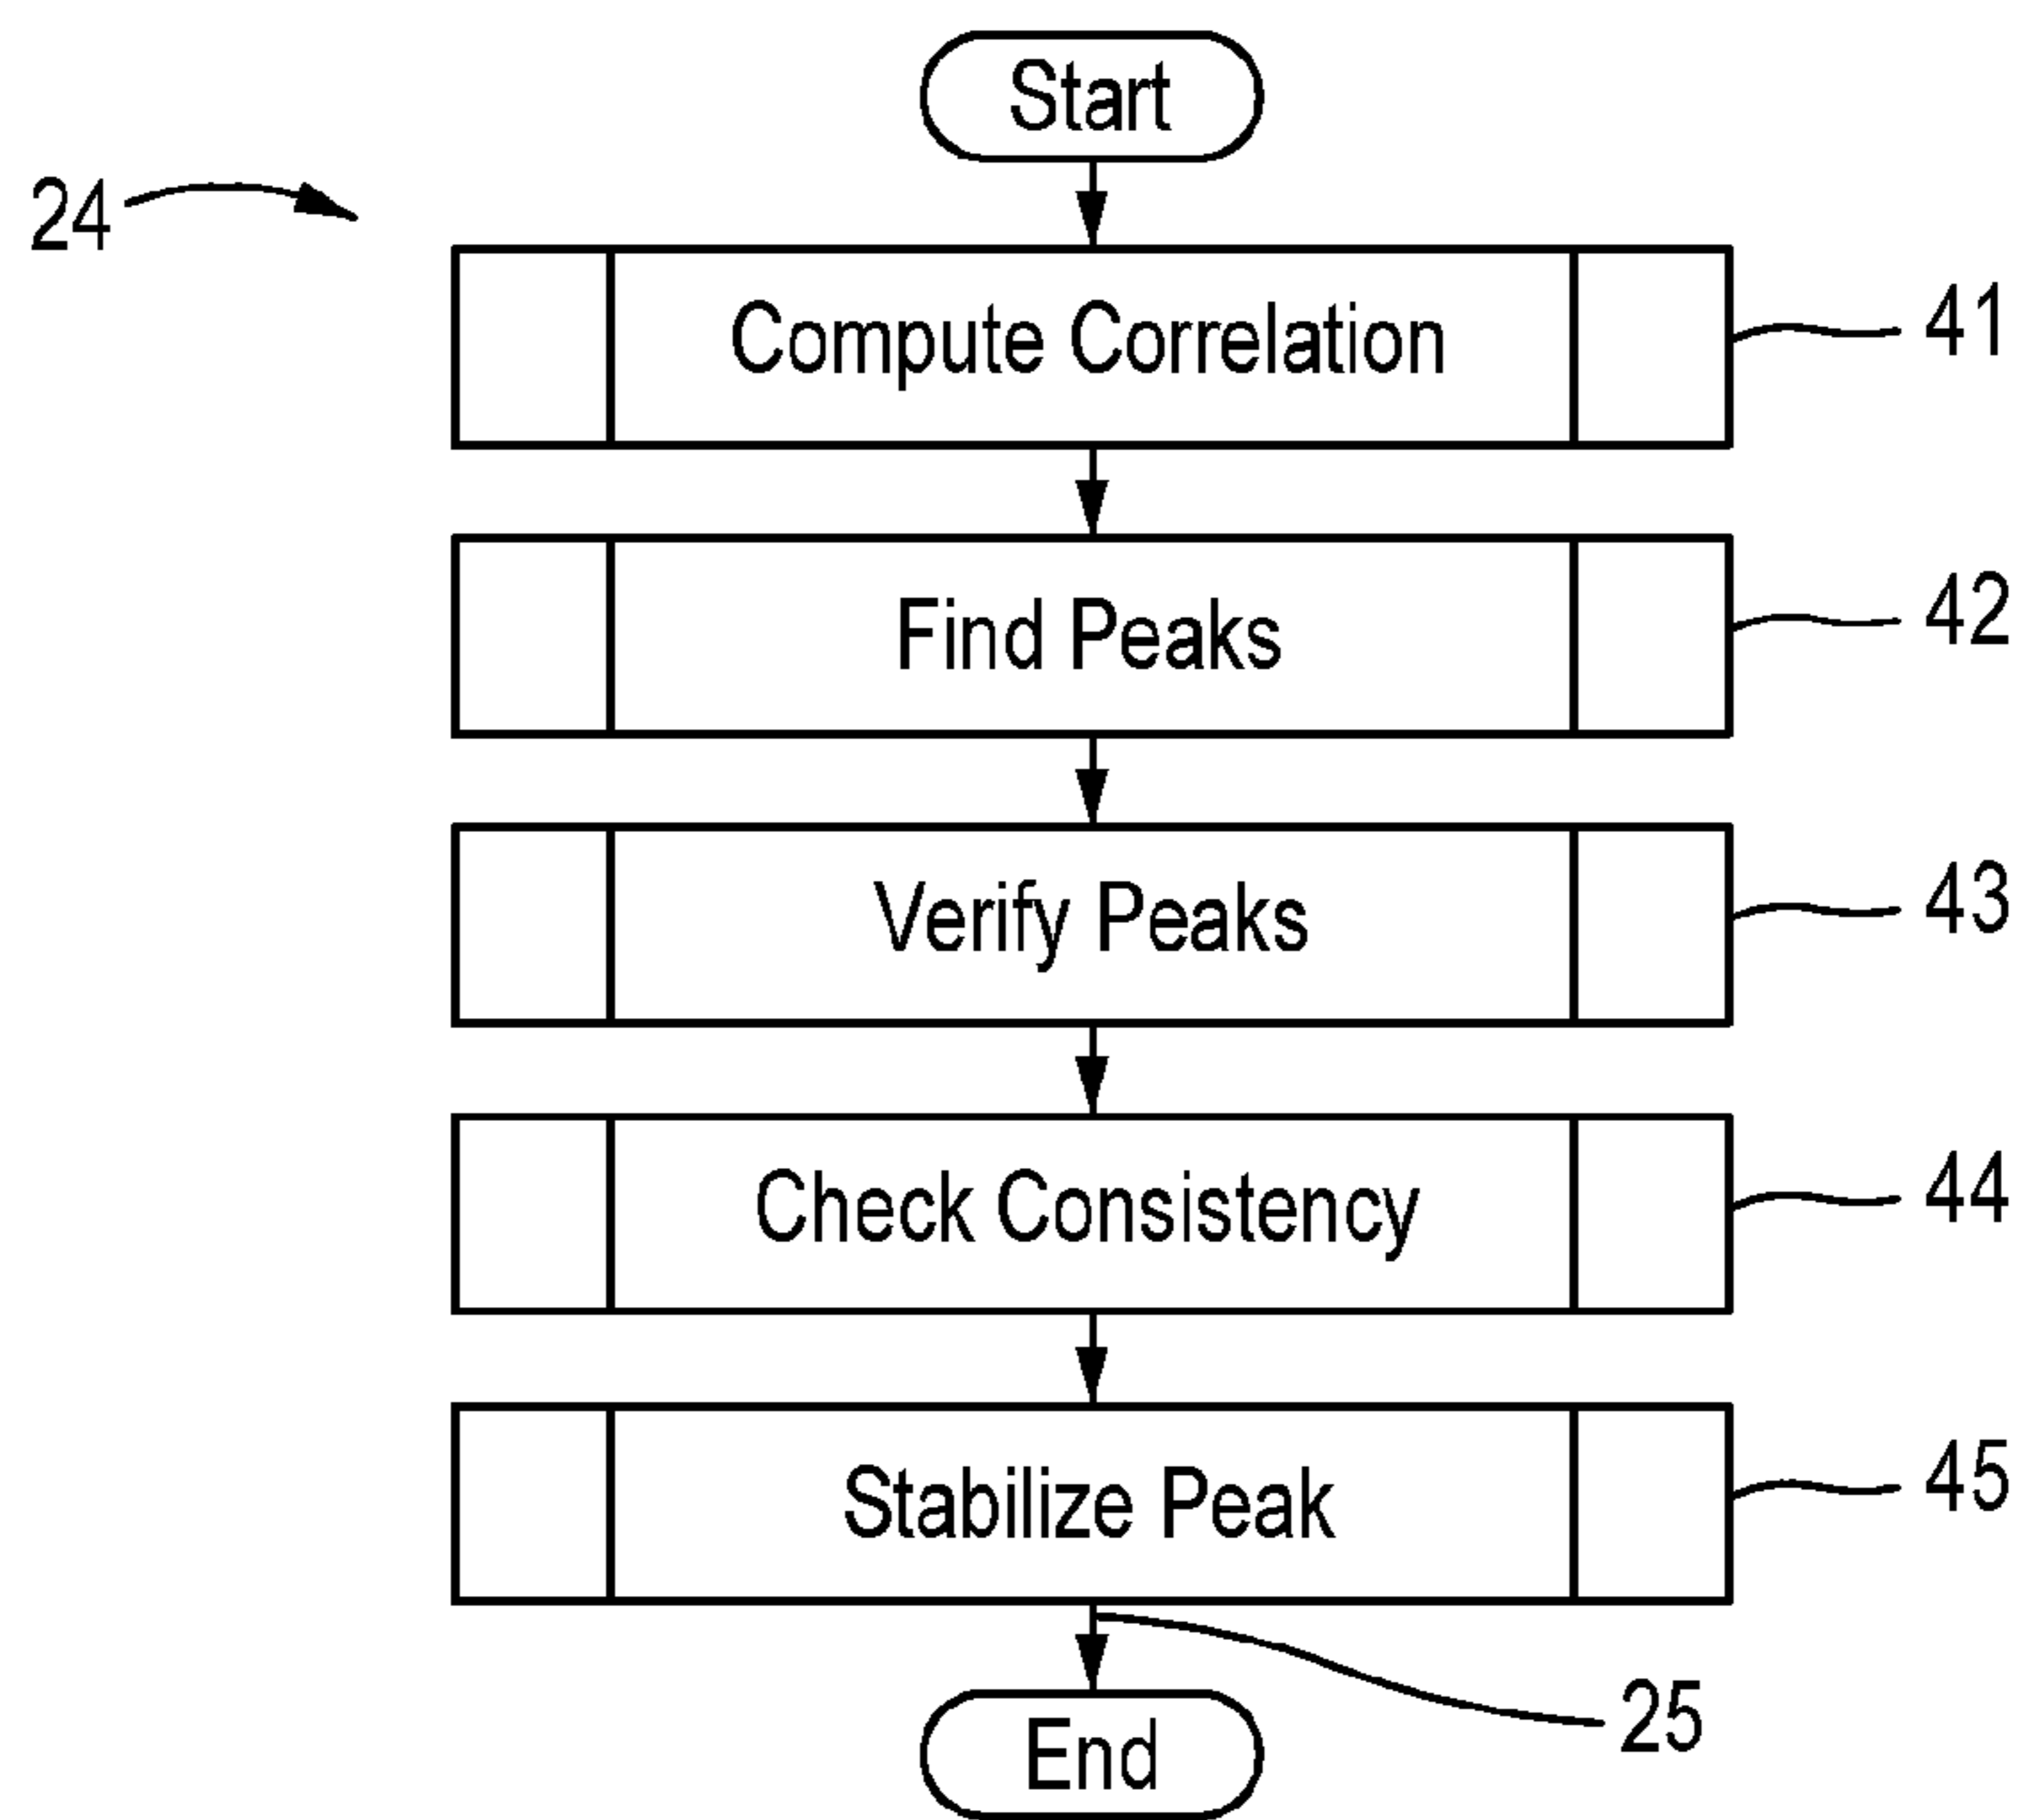 Start
24
Compute Correlation
41
Find Peaks
42
Verify Peaks
43
Check Consistency
44
Stabilize Peak
45
25
End